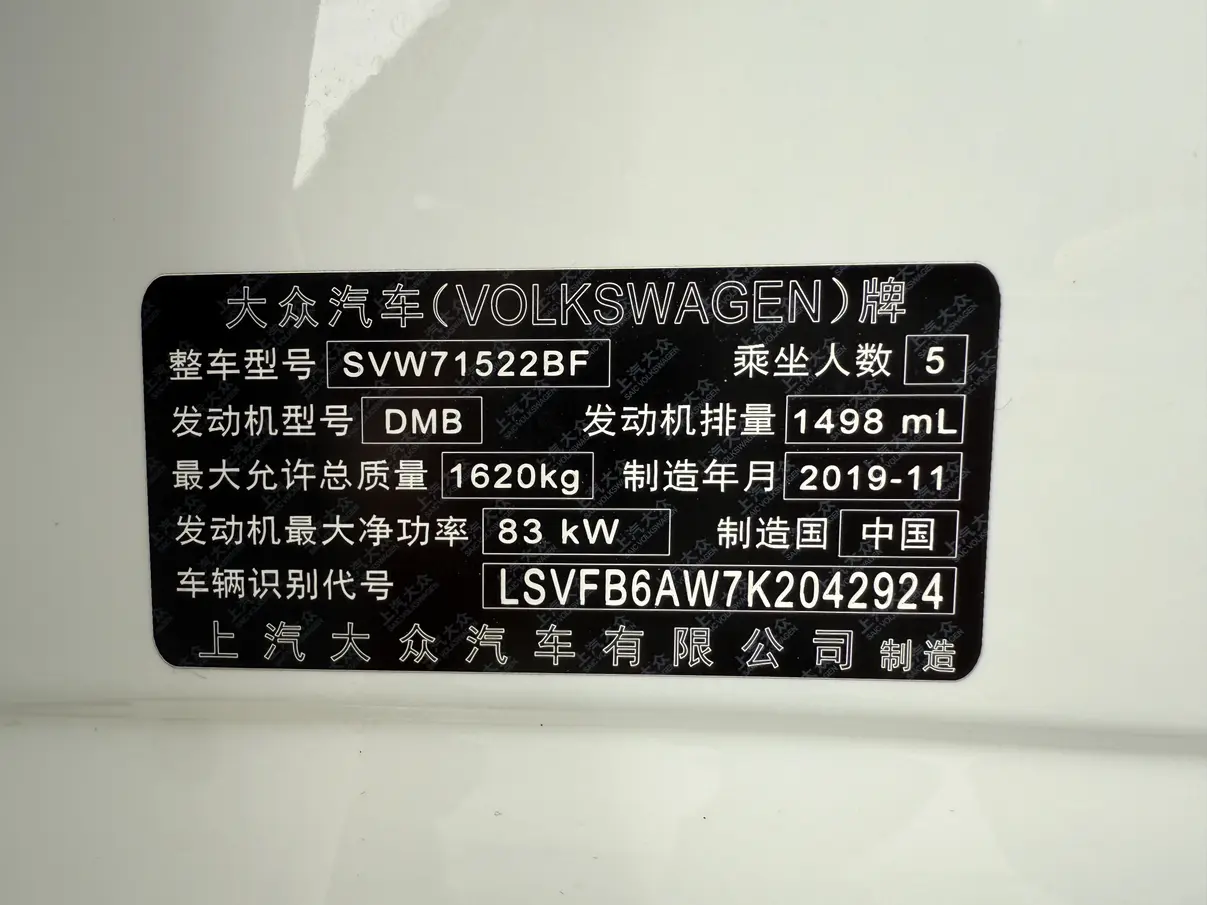 大众汽车(VOLKSWAGEN)牌
整车型号 SVW71522BF 乘坐人数 5
发动机型号 DMB 发动机排量 1498 mL
最大允许总质量 1620kg 制造年月 2019-11
发动机最大净功率 83 kW 制造国 中国
车辆识别代号 LSVFB6AW7K2042924
上汽大众汽车有限公司 制造